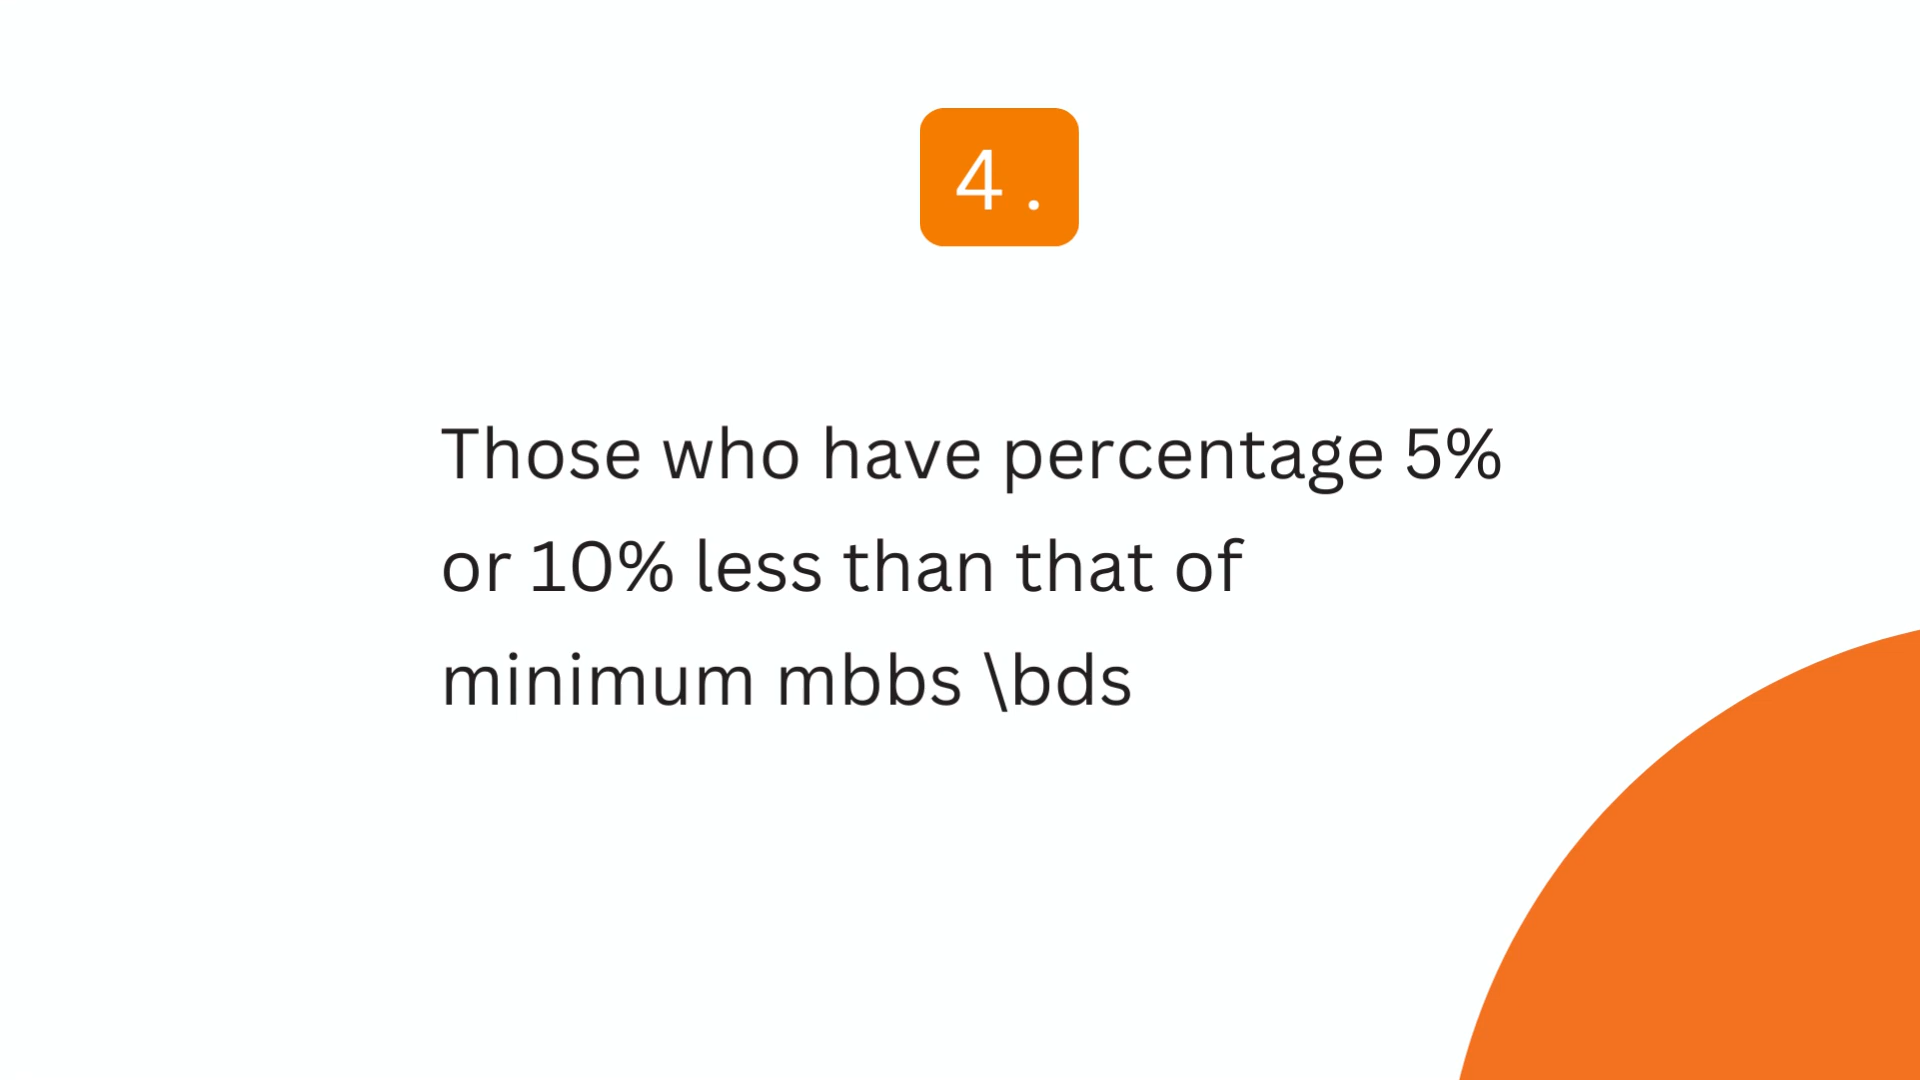 4 .
Those who have percentage 5%
or 10% less than that of
minimum mbbs \bds